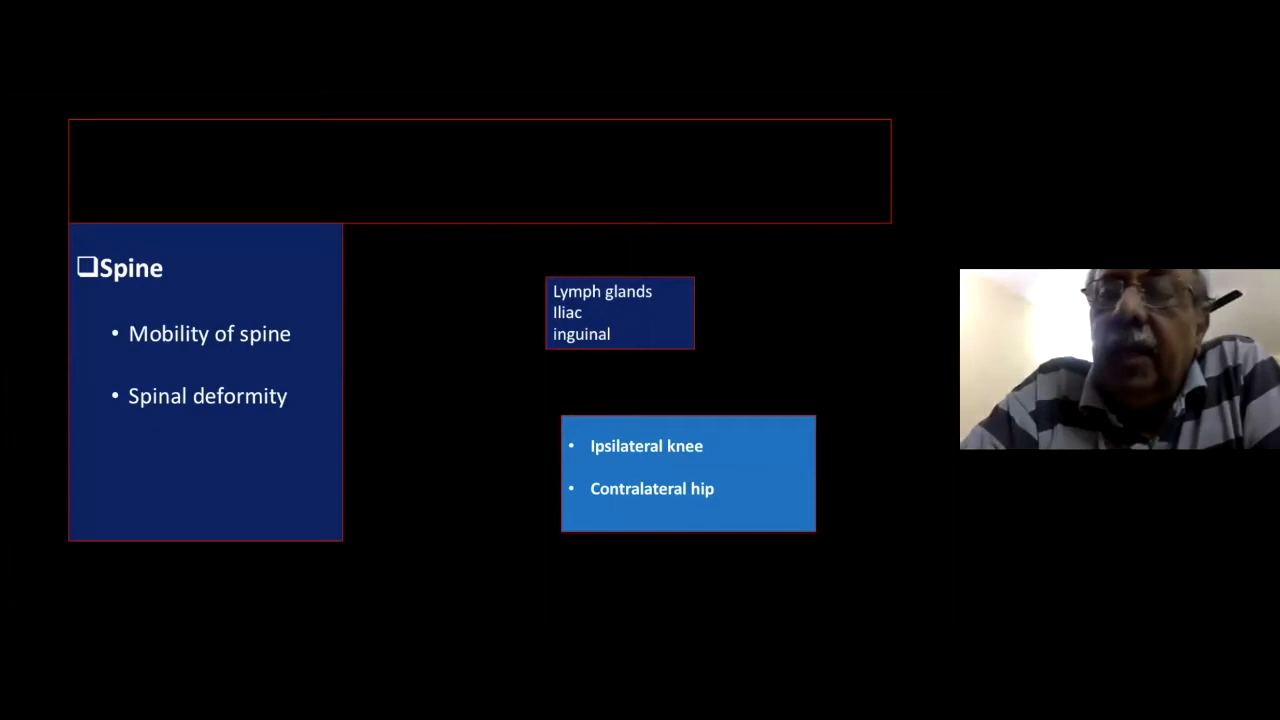 Spine
• Mobility of spine
• Spinal deformity
Lymph glands
Iliac
inguinal
• Ipsilateral knee
• Contralateral hip